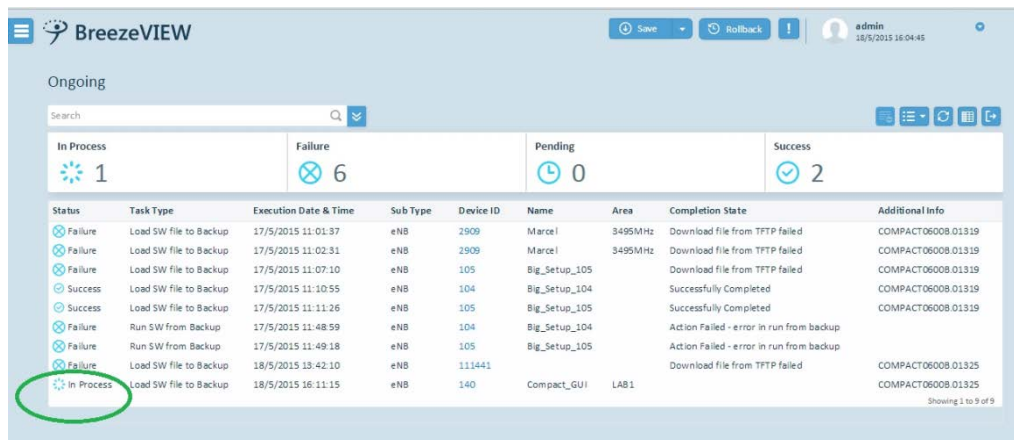 BreezeVIEW
Save
Rollback
!
admin
18/5/2015 16:04:45
Ongoing
Search
In Process Failure Pending Success
1 6 0 2
Status Task Type Execution Date & Time Sub Type Device ID Name Area Completion State Additional Info
Failure Load SW file to Backup 17/5/2015 11:01:37 eNB 2909 Marcel 3495MHz Download file from TFTP failed COMPACT06008.01319
Failure Load SW file to Backup 17/5/2015 11:02:31 eNB 2909 Marcel 3495MHz Download file from TFTP failed COMPACT06008.01319
Failure Load SW file to Backup 17/5/2015 11:07:10 eNB 105 Big_Setup_105 Download file from TFTP failed COMPACT06008.01319
Success Load SW file to Backup 17/5/2015 11:10:55 eNB 104 Big_Setup_104 Successfully Completed COMPACT06008.01319
Success Load SW file to Backup 17/5/2015 11:11:26 eNB 105 Big_Setup_105 Successfully Completed COMPACT06008.01319
Failure Run SW from Backup 17/5/2015 11:48:59 eNB 104 Big_Setup_104 Action Failed - error in run from backup
Failure Run SW from Backup 17/5/2015 11:49:18 eNB 105 Big_Setup_105 Action Failed - error in run from backup
Failure Load SW file to Backup 18/5/2015 13:42:10 eNB 111441 Download file from TFTP failed COMPACT06008.01325
In Process Load SW file to Backup 18/5/2015 16:11:15 eNB 140 Compact_GUI LAB1 COMPACT06008.01325
Showing 1 to 9 of 9